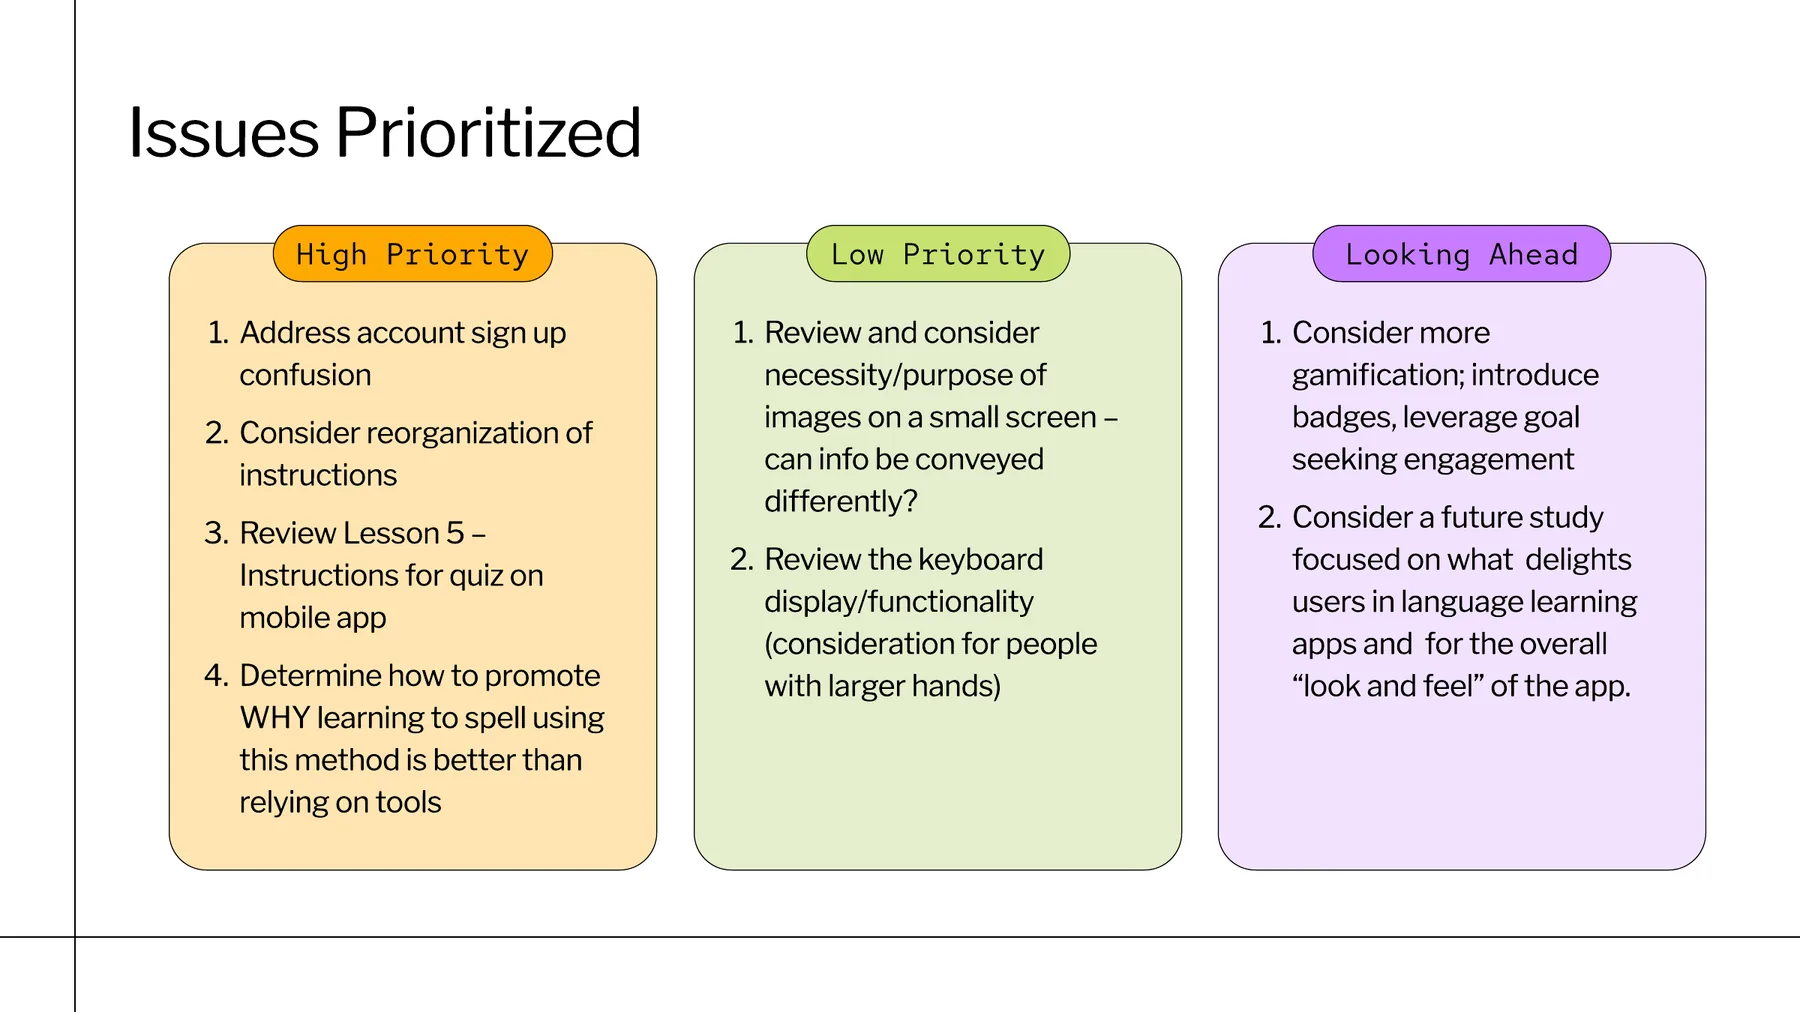 Issues Prioritized
High Priority
1. Address account sign up
confusion
2. Consider reorganization of
instructions
3. Review Lesson 5 –
Instructions for quiz on
mobile app
4. Determine how to promote
WHY learning to spell using
this method is better than
relying on tools
Low Priority
1. Review and consider
necessity/purpose of
images on a small screen –
can info be conveyed
differently?
2. Review the keyboard
display/functionality
(consideration for people
with larger hands)
Looking Ahead
1. Consider more
gamification; introduce
badges, leverage goal
seeking engagement
2. Consider a future study
focused on what  delights
users in language learning
apps and  for the overall
“look and feel” of the app.